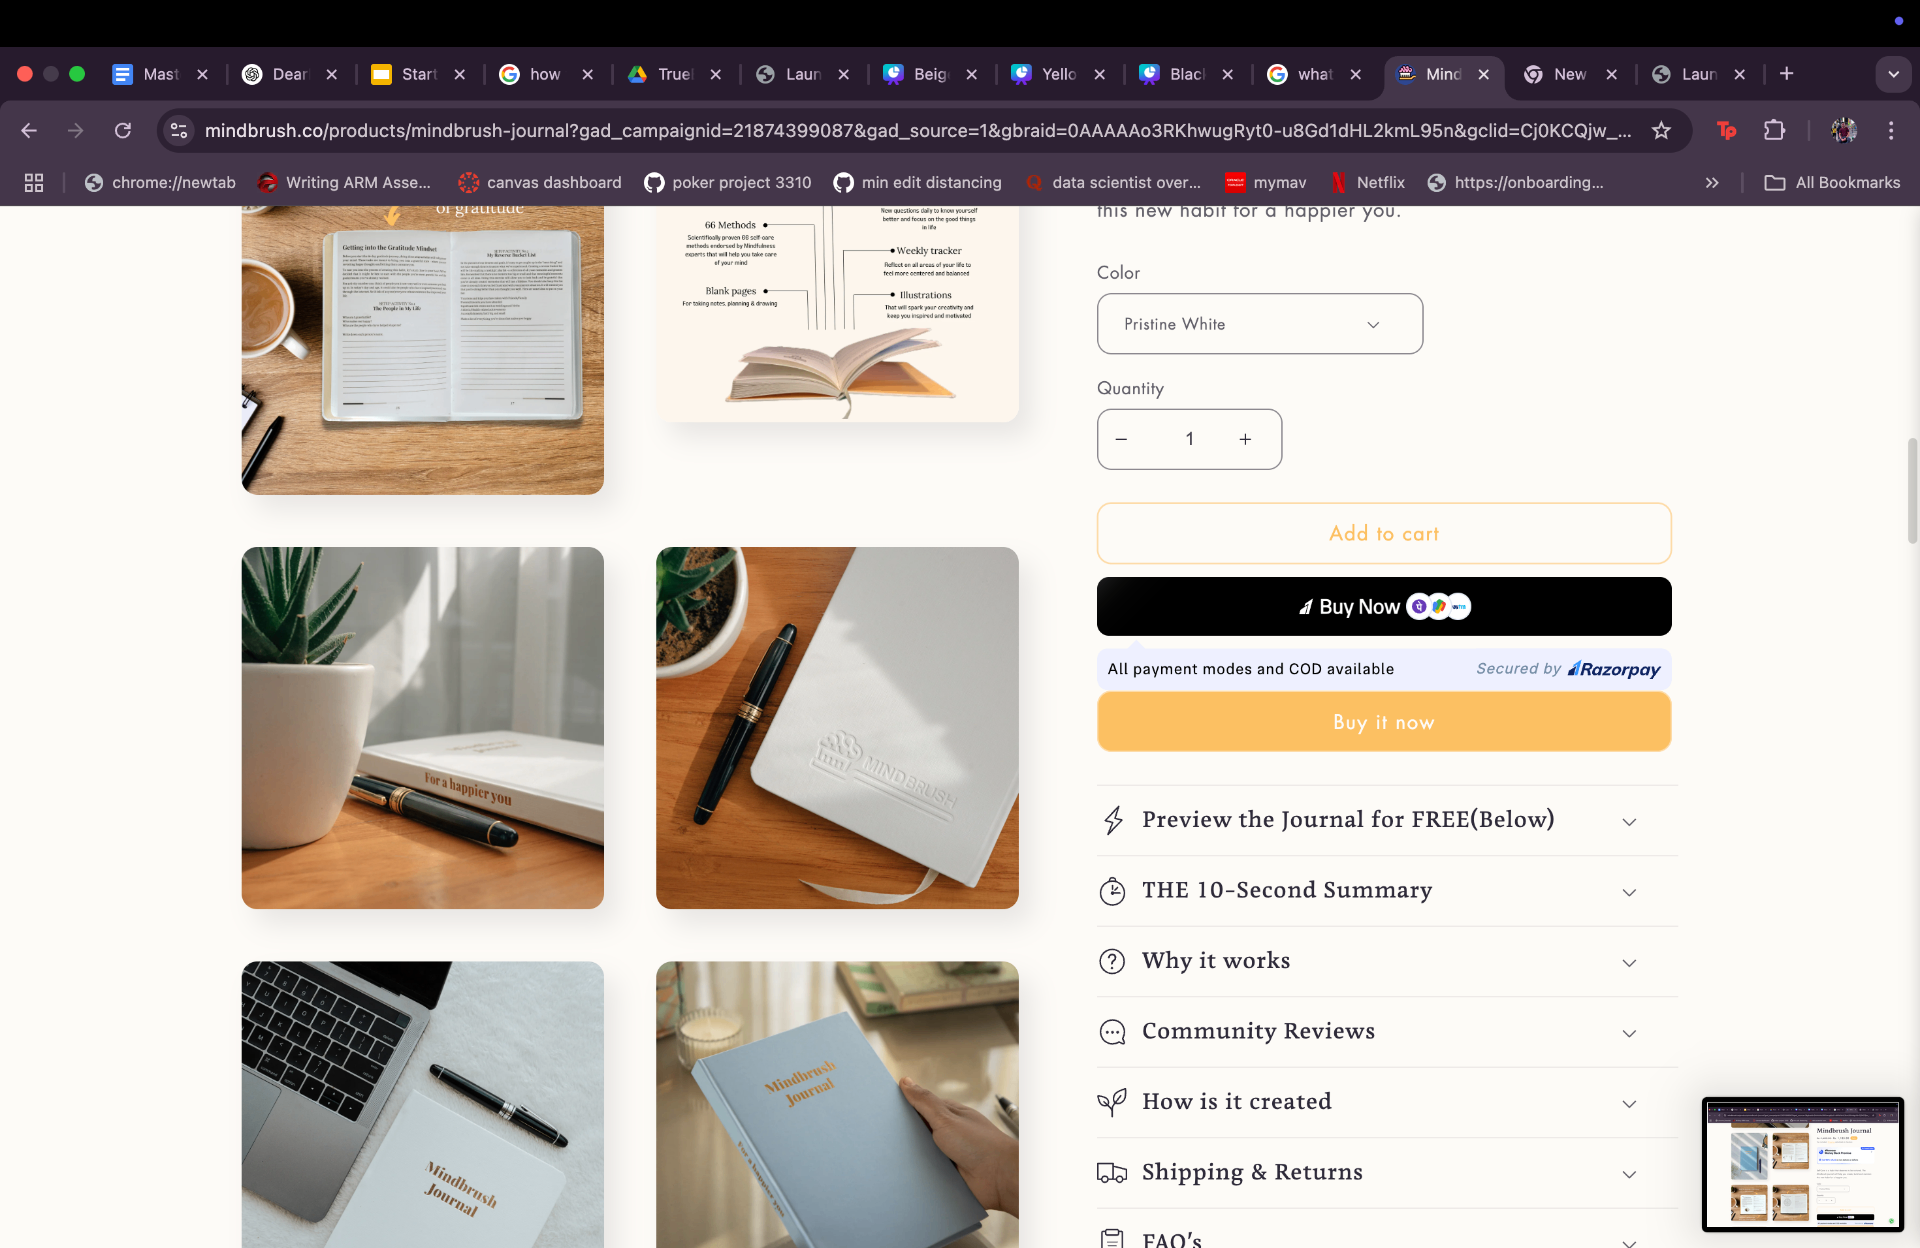 Mast
Dear
Start
how
True
Laun
Beig
Yello
Blac
what
Mind
New
Laun
mindbrush.co/products/mindbrush-journal?gad_campaignid=21874399087&gad_source=1&gbraid=0AAAAAo3RKhwugRyt0-u8Gd1dHL2kmL95n&gclid=Cj0KCQjw_...
chrome://newtab
Writing ARM Asse...
canvas dashboard
poker project 3310
min edit distancing
data scientist over...
mymav
Netflix
https://onboarding...
All Bookmarks
of gratitude
Getting into the Gratitude Mindset
My Reverse Bucket List
The People in My Life
66 Methods
Scientifically proven 66 self-care
methods endorsed by Mindfulness
experts that will help you take care
of your mind
Blank pages
For taking notes, planning & drawing
New questions daily to know yourself
better and focus on the good things
in life
Weekly tracker
Reflect on all areas of your life to
feel more centered and balanced
Illustrations
That will spark your creativity and
keep you inspired and motivated
Mindbrush
Journal
For a happier you
MINDBRUSH
Mindbrush
Journal
Mindbrush
Journal
For a happier you
this new habit for a happier you.
Color
Pristine White
Quantity
− 1 +
Add to cart
Buy Now
All payment modes and COD available
Secured by Razorpay
Buy it now
Preview the Journal for FREE(Below)
THE 10-Second Summary
Why it works
Community Reviews
How is it created
Shipping & Returns
FAQ's
Mindbrush Journal